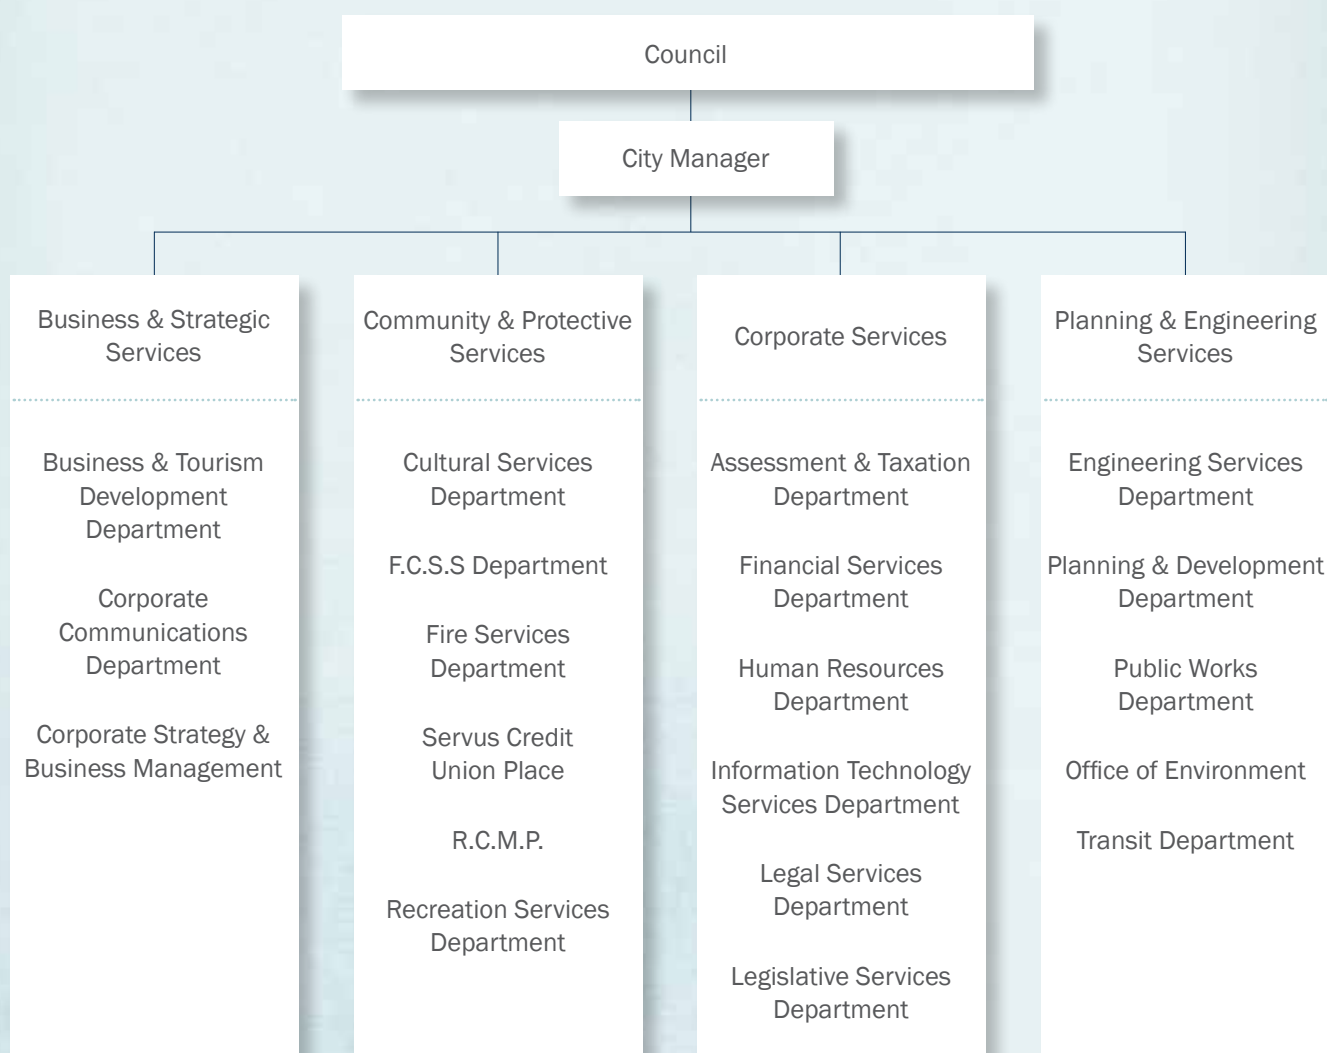 Council
City Manager
Business & Strategic
Services
Business & Tourism
Development
Department
Corporate
Communications
Department
Corporate Strategy &
Business Management
Community & Protective
Services
Cultural Services
Department
F.C.S.S Department
Fire Services
Department
Servus Credit
Union Place
R.C.M.P.
Recreation Services
Department
Corporate Services
Assessment & Taxation
Department
Financial Services
Department
Human Resources
Department
Information Technology
Services Department
Legal Services
Department
Legislative Services
Department
Planning & Engineering
Services
Engineering Services
Department
Planning & Development
Department
Public Works
Department
Office of Environment
Transit Department